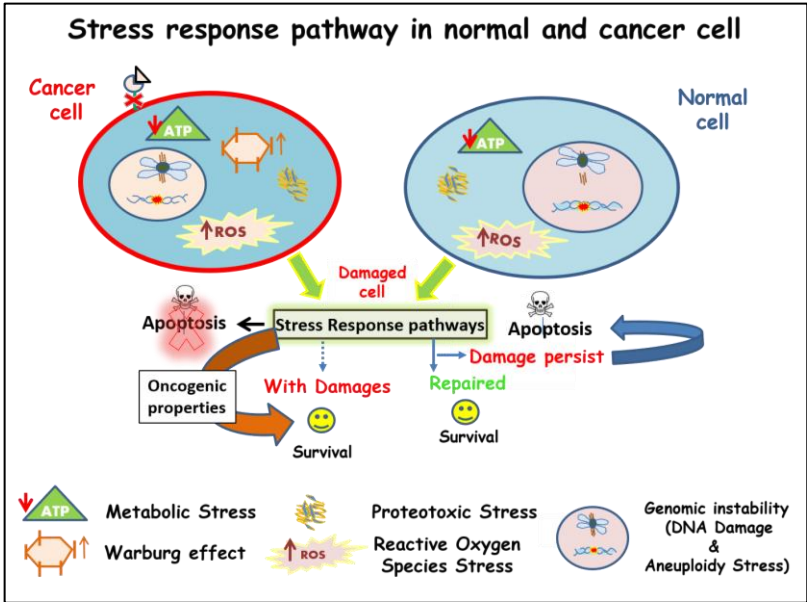 Stress response pathway in normal and cancer cell
Cancer
cell
Normal
cell
ATP
ROS
ATP
ROS
Damaged
cell
Apoptosis
Stress Response pathways
Apoptosis
Damage persist
Oncogenic
properties
With Damages
Repaired
Survival
Survival
ATP
Metabolic Stress
Proteotoxic Stress
Genomic instability
(DNA Damage
&
Aneuploidy Stress)
Warburg effect
ROS
Reactive Oxygen
Species Stress